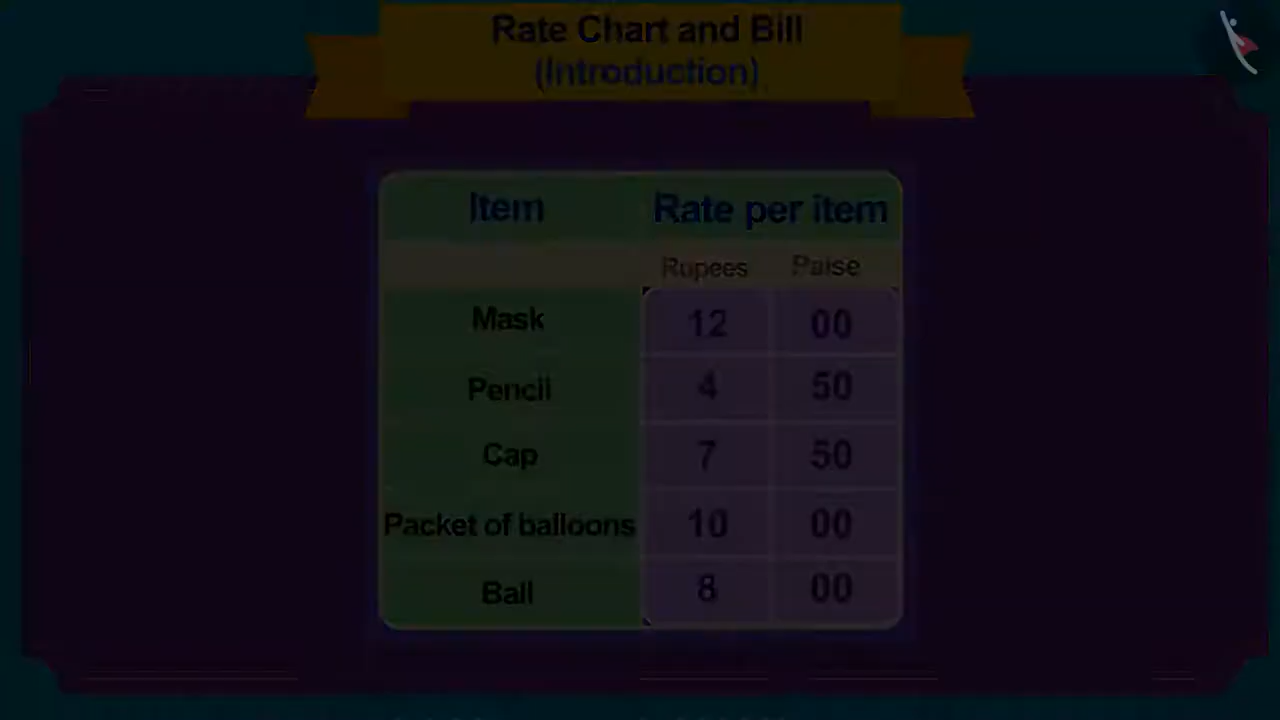 Rate Chart and Bill
(Introduction)
Item Rate per item
Rupees Paise
Mask 12 00
Pencil 4 50
Cap 7 50
Packet of balloons 10 00
Ball 8 00